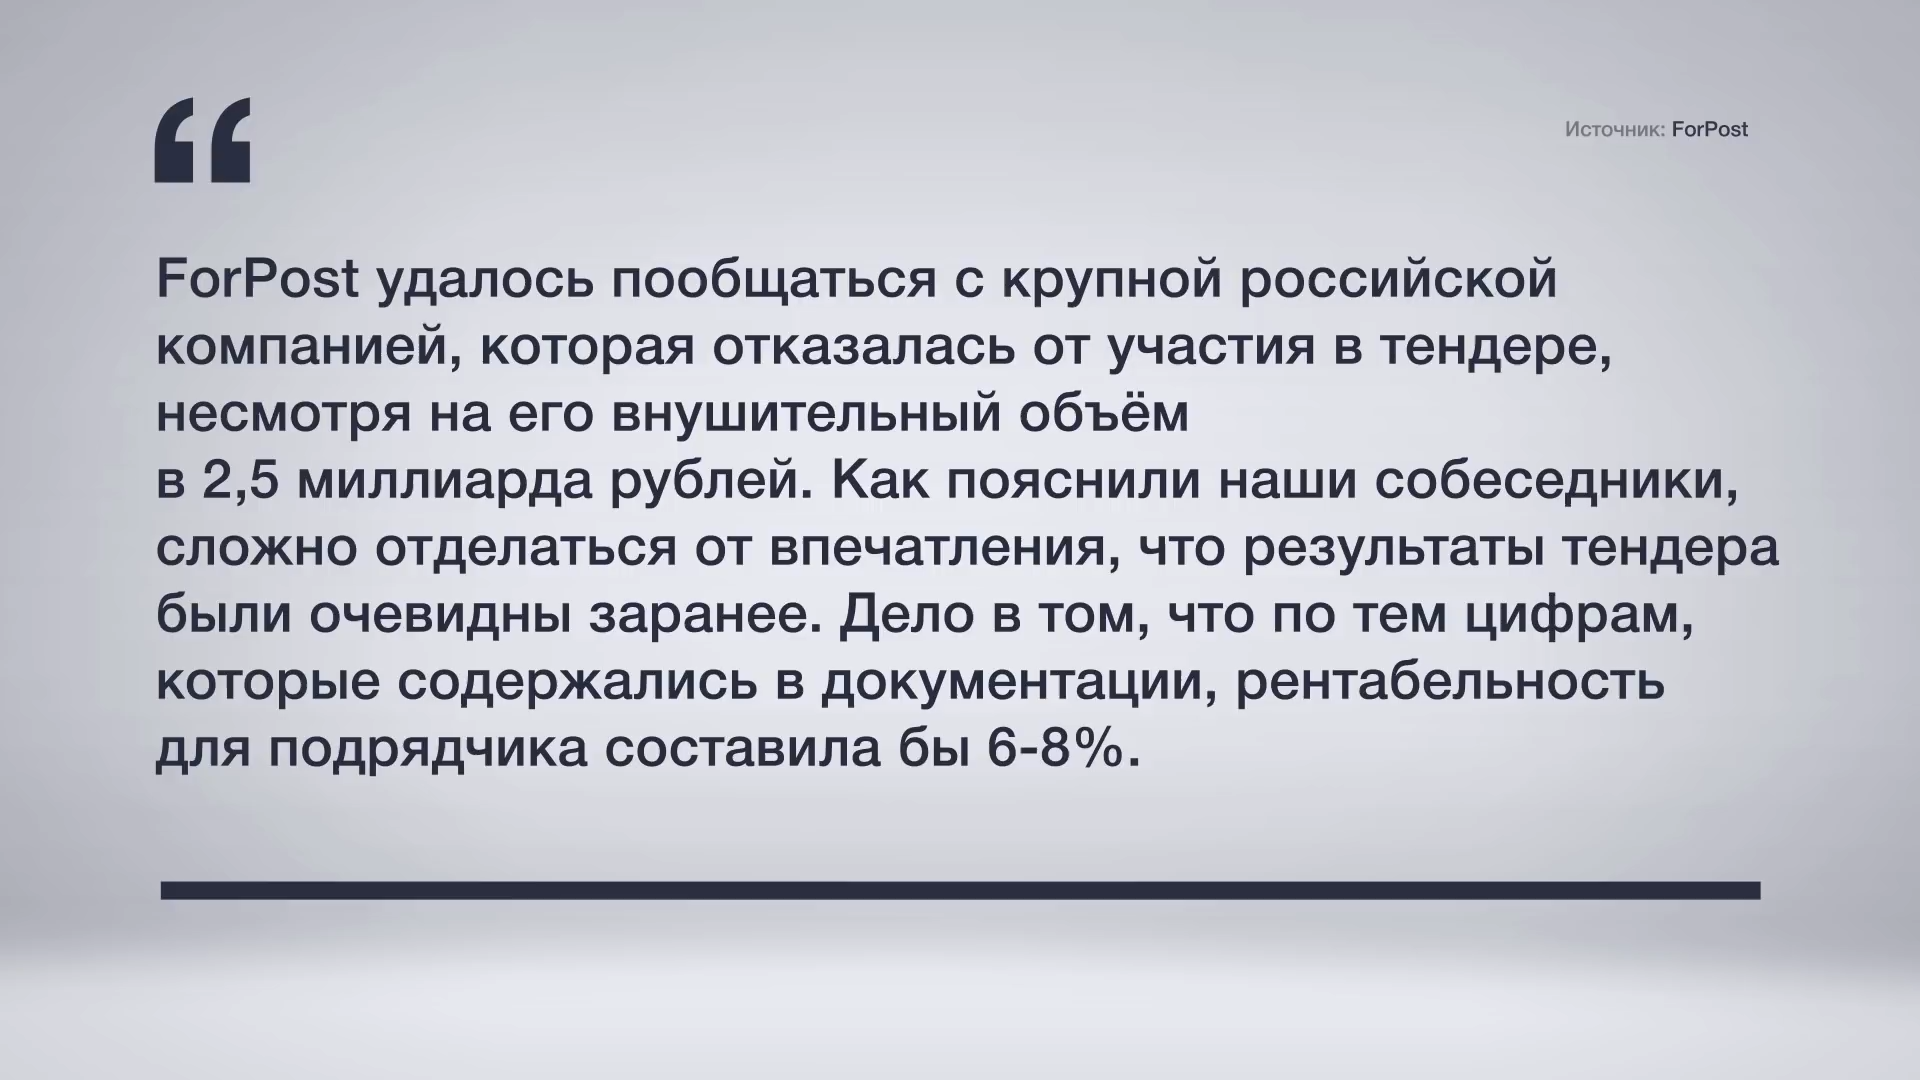 Источник: ForPost
ForPost удалось пообщаться с крупной российской
компанией, которая отказалась от участия в тендере,
несмотря на его внушительный объём
в 2,5 миллиарда рублей. Как пояснили наши собеседники,
сложно отделаться от впечатления, что результаты тендера
были очевидны заранее. Дело в том, что по тем цифрам,
которые содержались в документации, рентабельность
для подрядчика составила бы 6-8%.